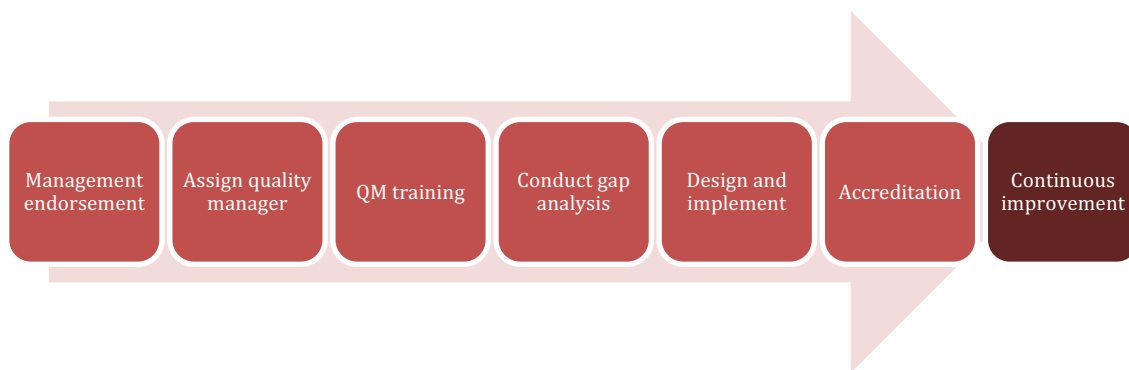 Management
endorsement
Assign quality
manager
QM training
Conduct gap
analysis
Design and
implement
Accreditation
Continuous
improvement